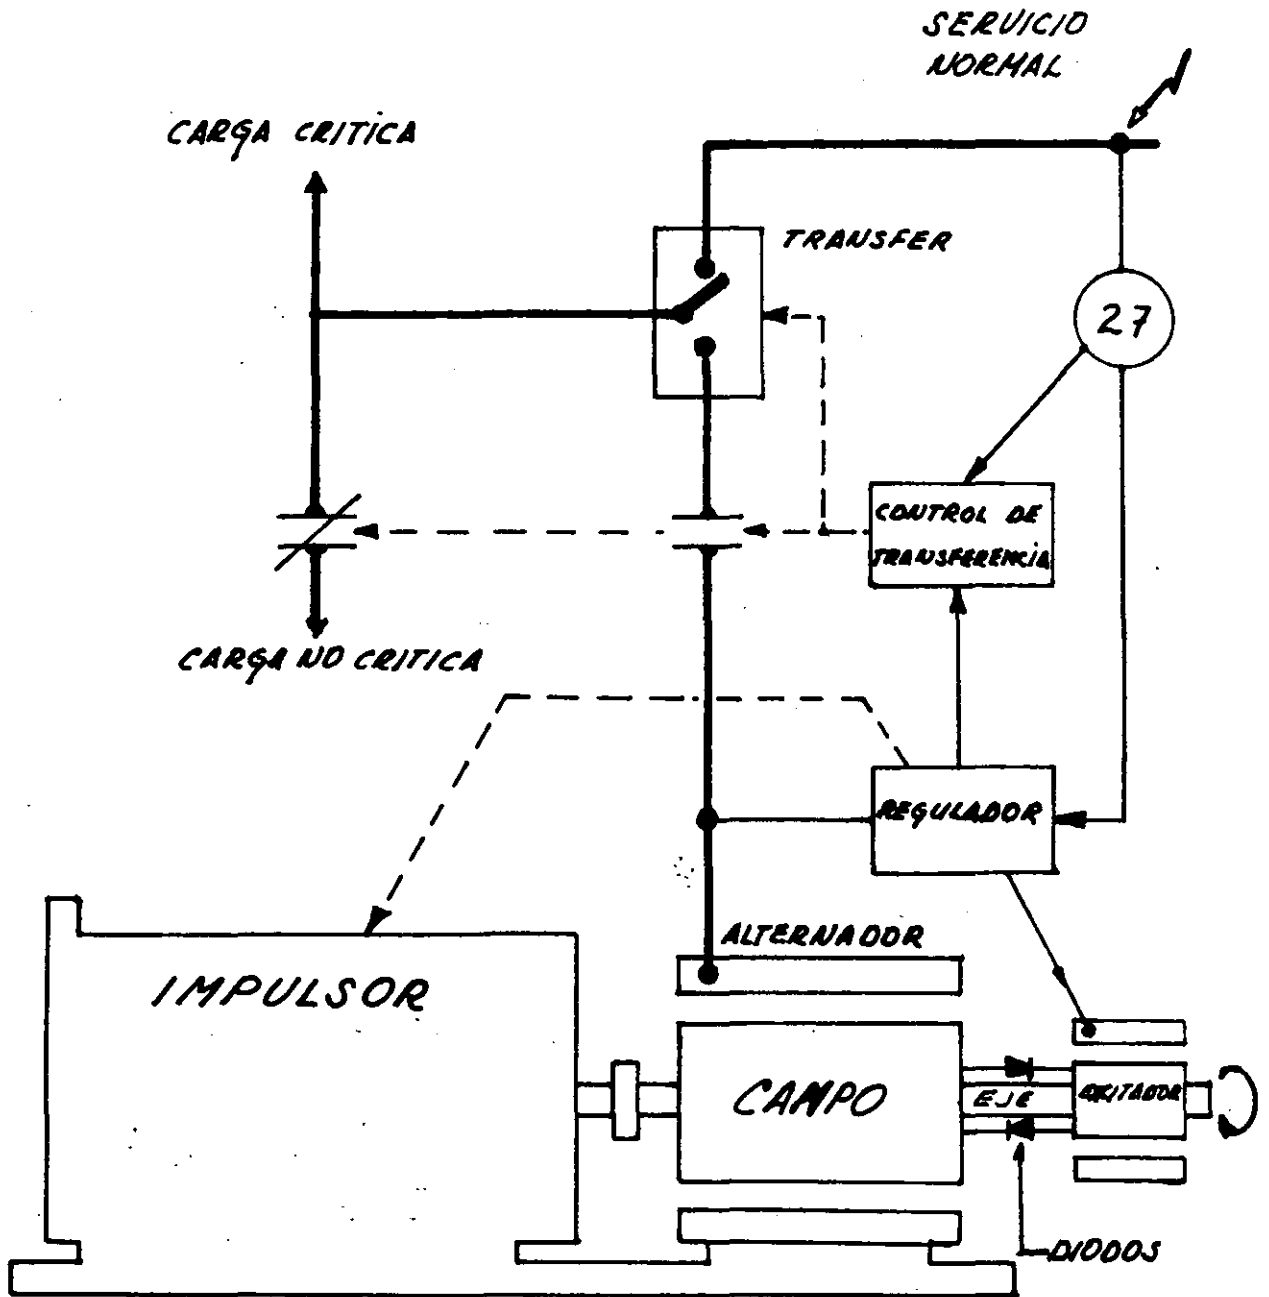 SERVICIO
NORMAL
CARGA CRITICA
TRANSFER
27
CONTROL DE
TRANSFERENCIA
CARGA NO CRITICA
REGULADOR
ALTERNADOR
IMPULSOR
CAMPO
EJE
EXITADOR
DIODOS